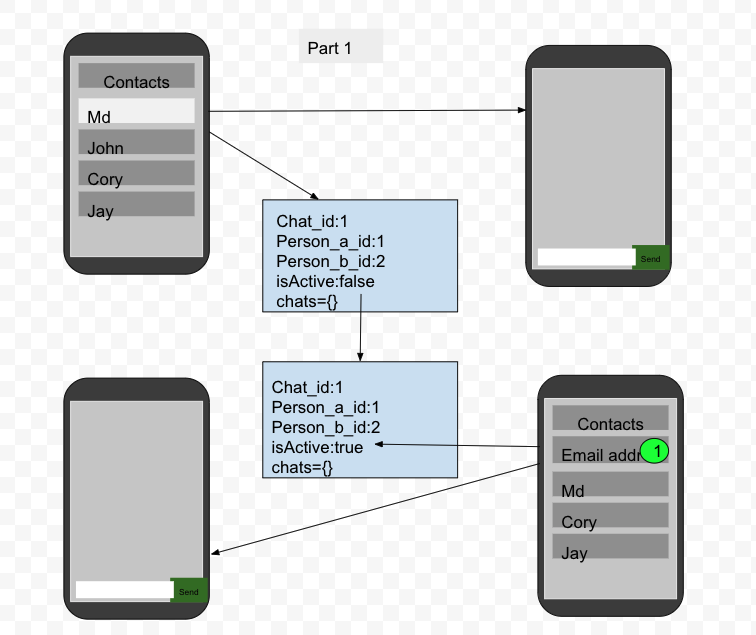 Part 1
Contacts
Md
John
Cory
Jay
Send
Chat_id:1
Person_a_id:1
Person_b_id:2
isActive:false
chats={}
Chat_id:1
Person_a_id:1
Person_b_id:2
isActive:true
chats={}
Send
Contacts
Email addr 1
Md
Cory
Jay